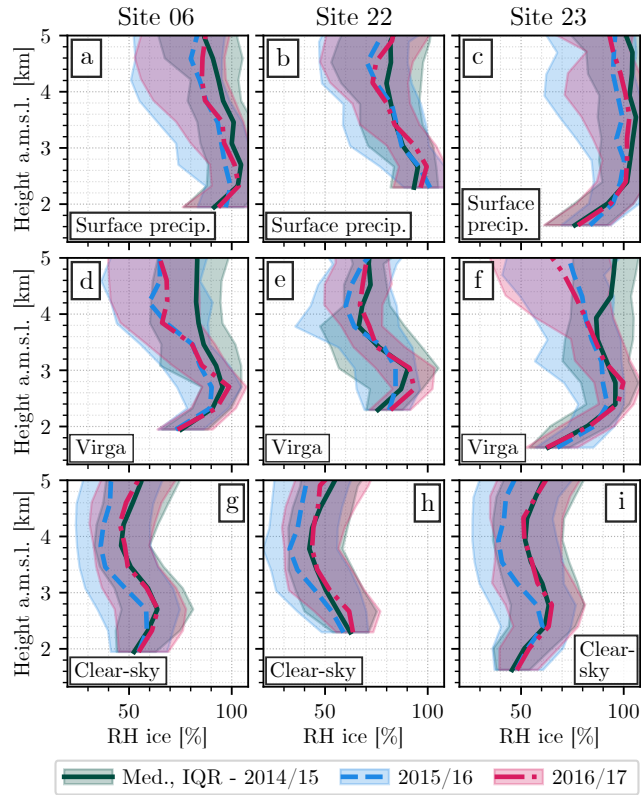 Site 06 Site 22 Site 23
5 a b c
4
3
2
Height a.m.s.l. [km]
Surface precip. Surface precip. Surface
precip.
5 d e f
4
3
2
Height a.m.s.l. [km]
Virga Virga Virga
5 g h i
4
3
2
Height a.m.s.l. [km]
Clear-sky Clear-sky Clear-
sky
50 100 50 100 50 100
RH ice [%] RH ice [%] RH ice [%]
Med., IQR - 2014/15 2015/16 2016/17